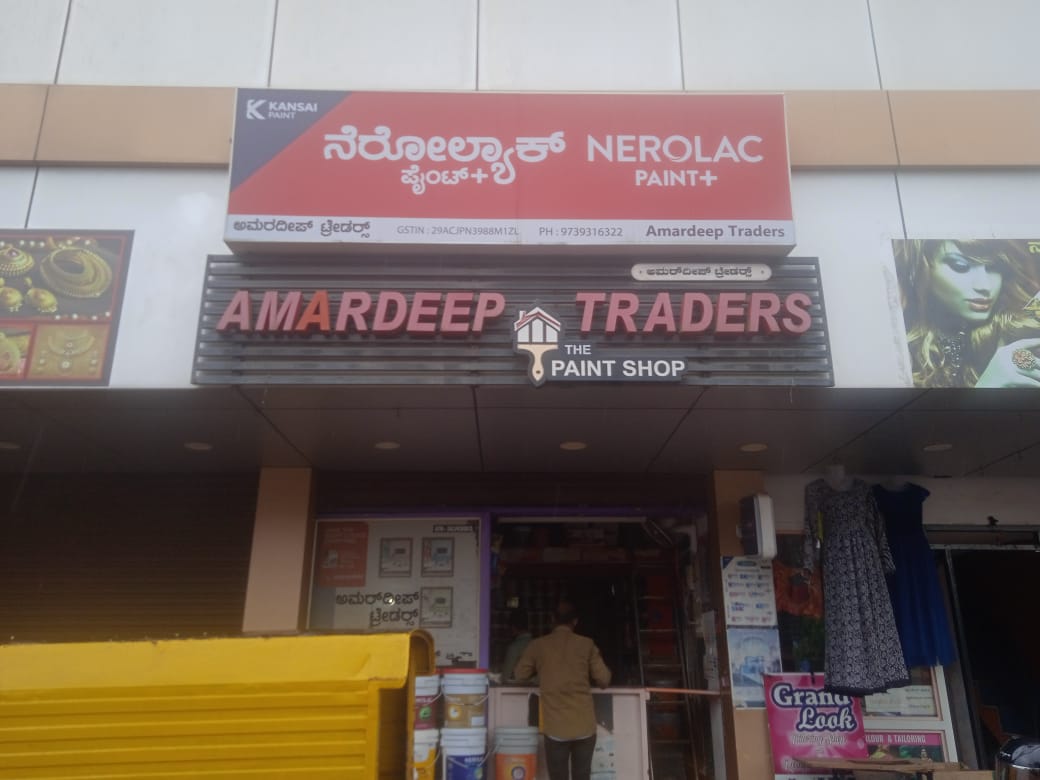 KANSAI
PAINT
ನೆರೋಲ್ಯಾಕ್ NEROLAC
ಪೈಂಟ್+ PAINT+
ಅಮರದೀಪ್ ಟ್ರೇಡರ್ಸ್ GSTIN : 29ACJPN3988M1ZL PH : 9739316322 Amardeep Traders
ಅಮರ್‌ದೀಪ್ ಟ್ರೇಡರ್ಸ್
AMARDEEP TRADERS
THE
PAINT SHOP
ಅಮರ್‌ದೀಪ್
ಟ್ರೇಡರ್ಸ್
Grand
Look
& TAILORING